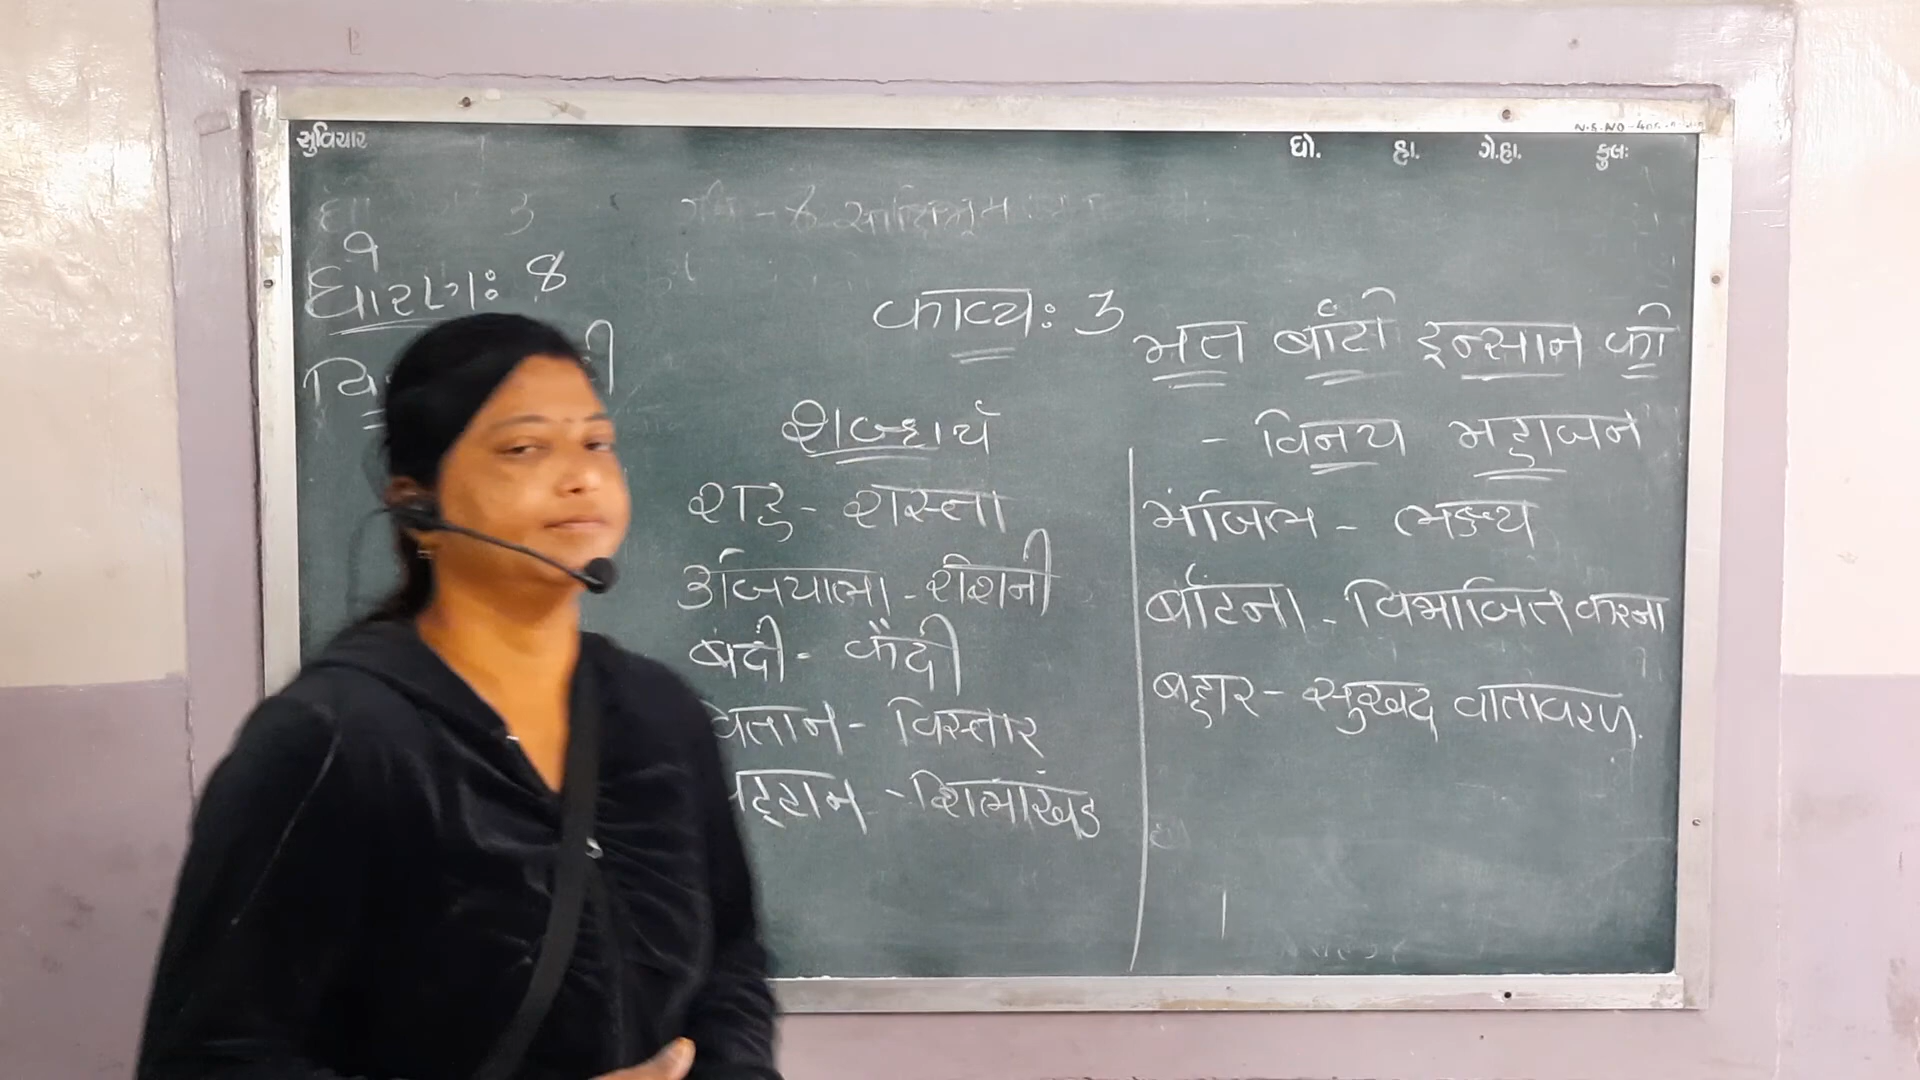 સુવિચાર
ધો. હા. ગે.હા. કુલઃ
ધોરણઃ 8
काव्य: 3 मत बाँटो इन्सान को
- विनय महाजन
शब्दार्थ
राह - रास्ता
उजियाला - रोशनी
बंदी - कैदी
वितान - विस्तार
चट्टान - शिलाखंड
मंजिल - लक्ष्य
बाँटना - विभाजित करना
बहार - सुखद वातावरण.